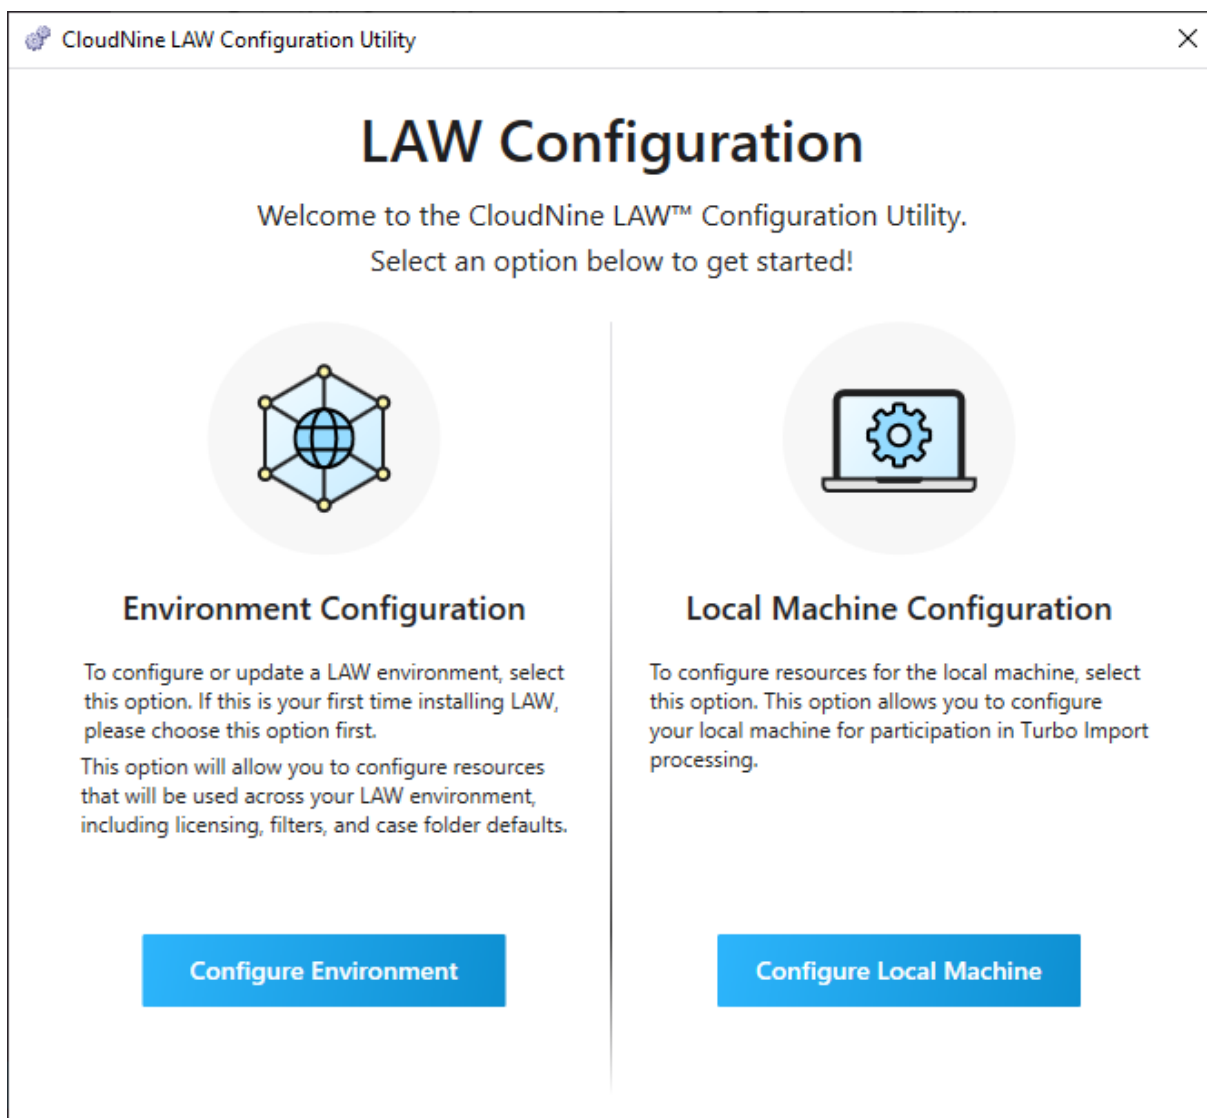 CloudNine LAW Configuration Utility
LAW Configuration
Welcome to the CloudNine LAW™ Configuration Utility.
Select an option below to get started!
Environment Configuration
To configure or update a LAW environment, select
this option. If this is your first time installing LAW,
please choose this option first.
This option will allow you to configure resources
that will be used across your LAW environment,
including licensing, filters, and case folder defaults.
Configure Environment
Local Machine Configuration
To configure resources for the local machine, select
this option. This option allows you to configure
your local machine for participation in Turbo Import
processing.
Configure Local Machine